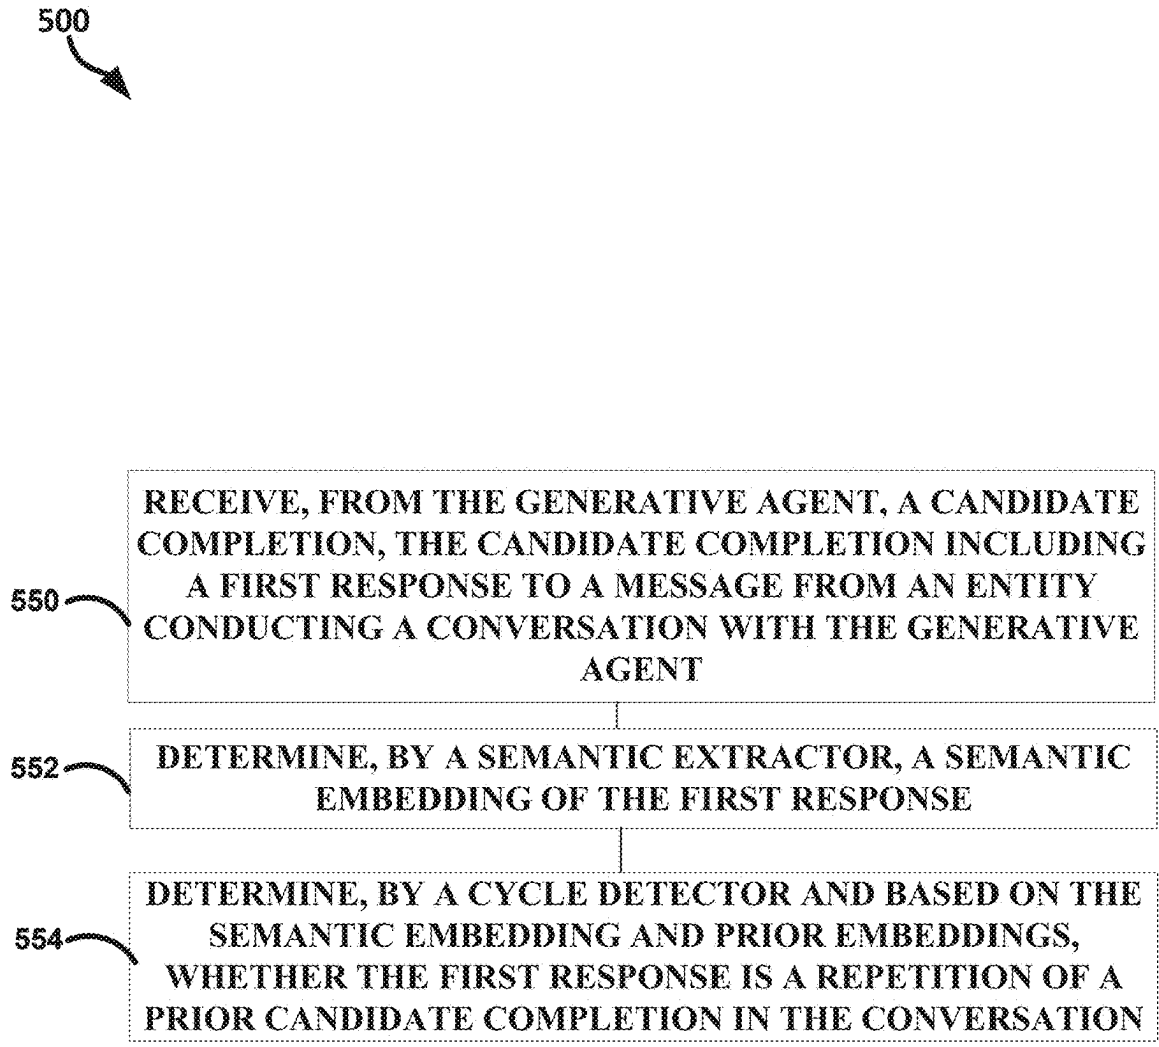 500
RECEIVE, FROM THE GENERATIVE AGENT, A CANDIDATE
COMPLETION, THE CANDIDATE COMPLETION INCLUDING
A FIRST RESPONSE TO A MESSAGE FROM AN ENTITY
550
CONDUCTING A CONVERSATION WITH THE GENERATIVE
AGENT
DETERMINE, BY A SEMANTIC EXTRACTOR, A SEMANTIC
552
EMBEDDING OF THE FIRST RESPONSE
DETERMINE, BY A CYCLE DETECTOR AND BASED ON THE
SEMANTIC EMBEDDING AND PRIOR EMBEDDINGS,
554
WHETHER THE FIRST RESPONSE IS A REPETITION OF A
PRIOR CANDIDATE COMPLETION IN THE CONVERSATION